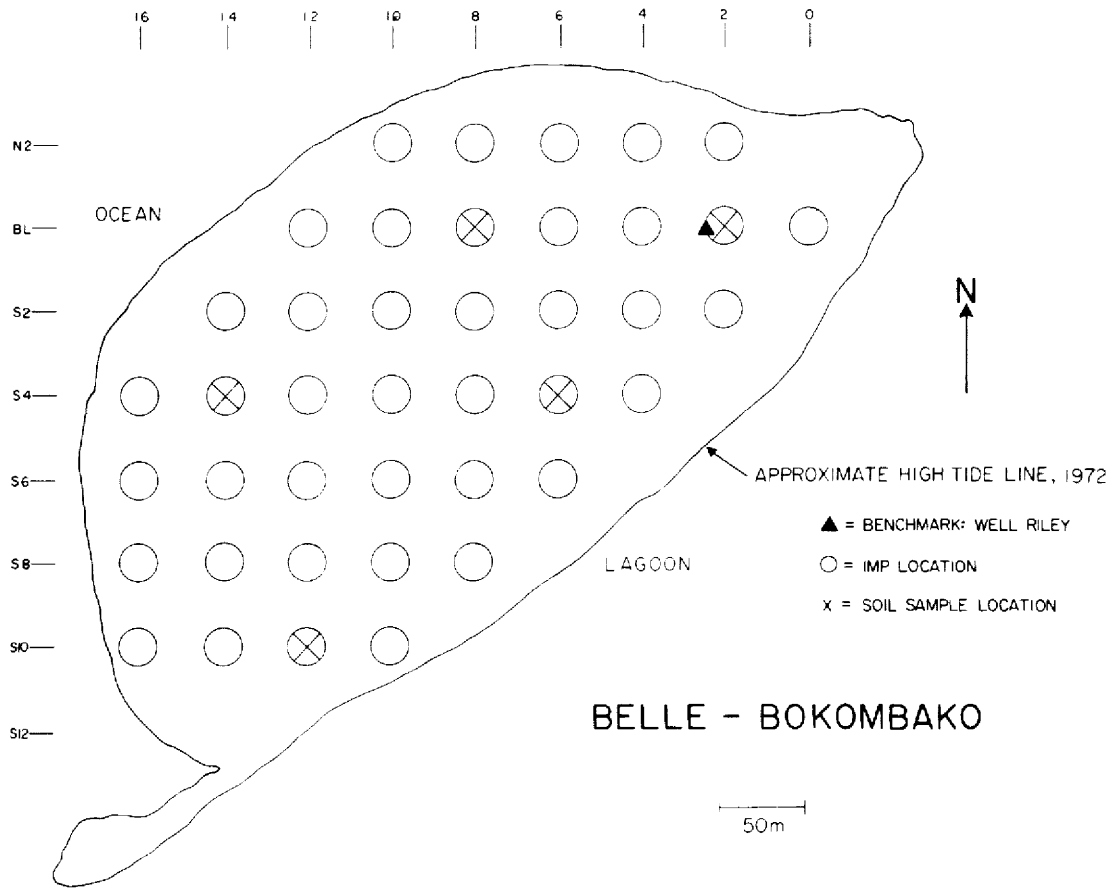 16 14 12 10 8 6 4 2 0
N2
OCEAN
BL
S2
N
S4
S6
APPROXIMATE HIGH TIDE LINE, 1972
▲ = BENCHMARK: WELL RILEY
S8
LAGOON
○ = IMP LOCATION
X = SOIL SAMPLE LOCATION
S10
BELLE - BOKOMBAKO
S12
50m